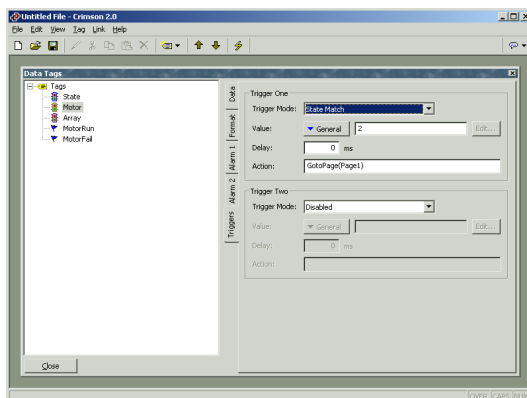 Untitled File - Crimson 2.0
File Edit View Tag Link Help
Data Tags
Tags
State
Motor
Array
MotorRun
MotorFail
Data
Format
Alarm 1
Alarm 2
Triggers
Trigger One
Trigger Mode: State Match
Value: General 2 Edit...
Delay: 0 ms
Action: GotoPage(Page1)
Trigger Two
Trigger Mode: Disabled
Value: General Edit...
Delay: 0 ms
Action:
Close
OVER CAPS